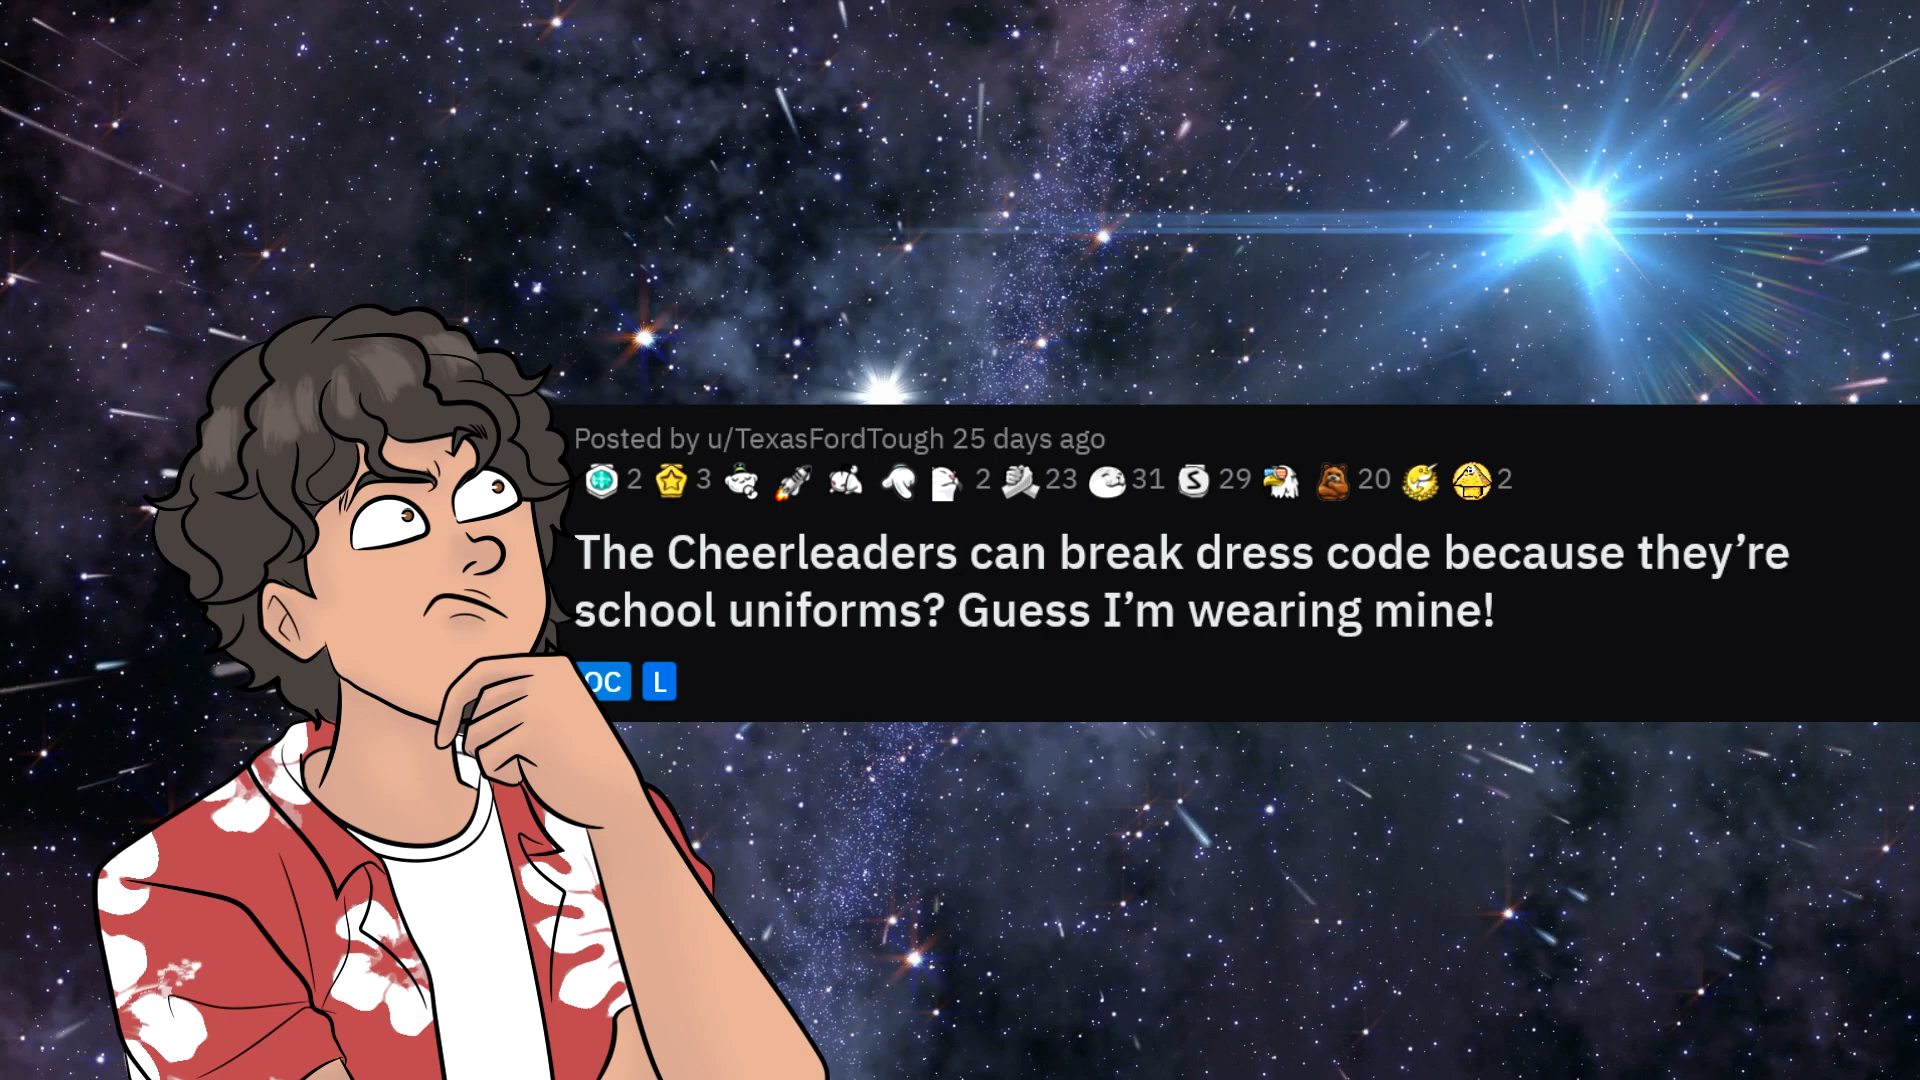 Posted by u/TexasFordTough 25 days ago
2 3 2 23 31 S 29 20 2
The Cheerleaders can break dress code because they’re
school uniforms? Guess I’m wearing mine!
OC L